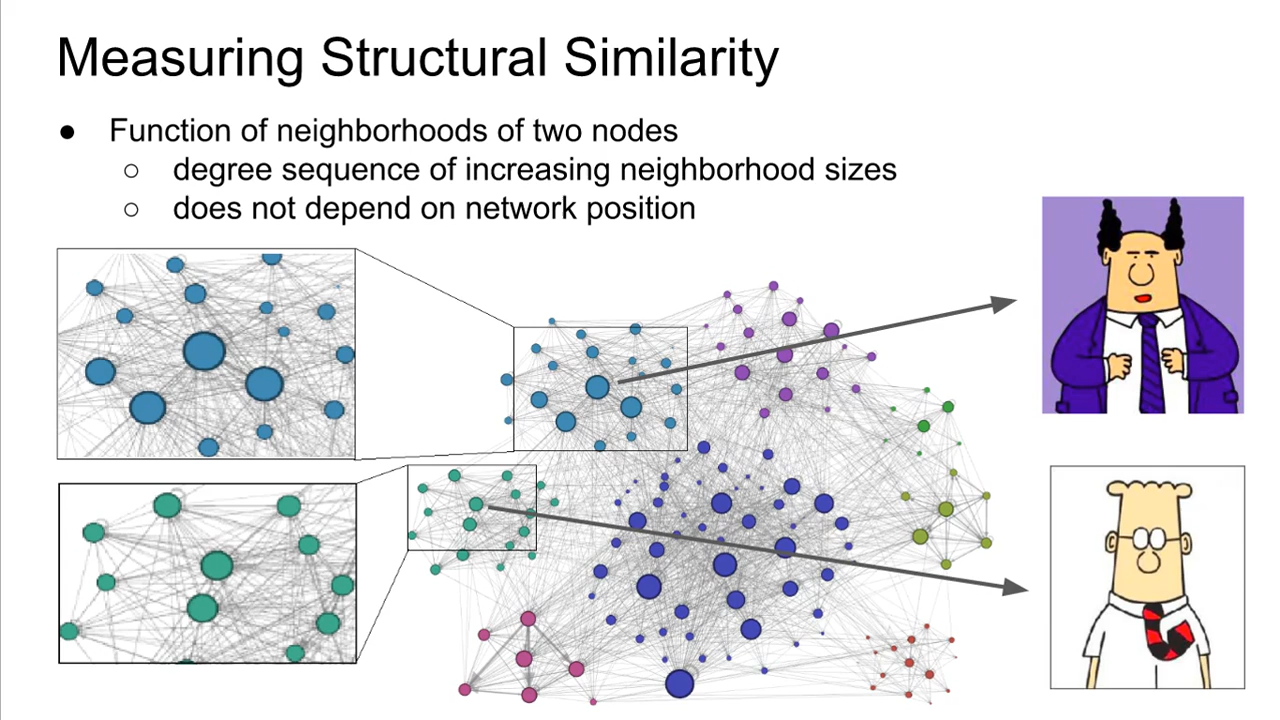 Measuring Structural Similarity
● Function of neighborhoods of two nodes
○ degree sequence of increasing neighborhood sizes
○ does not depend on network position